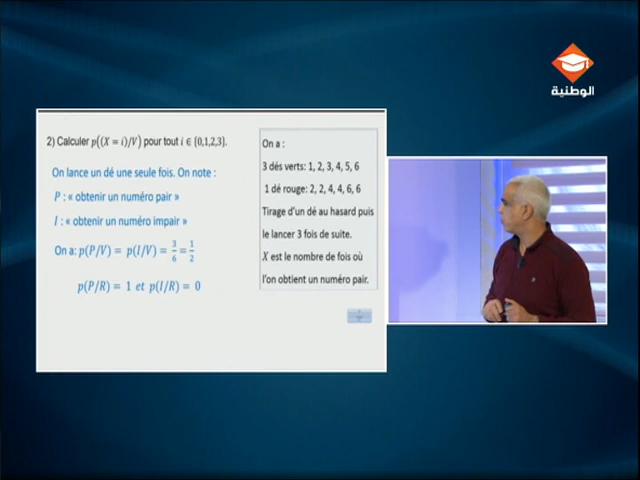 الوطنية
2) Calculer p((X = i)/V) pour tout i ∈ {0,1,2,3}.
On lance un dé une seule fois. On note :
P : « obtenir un numéro pair »
I : « obtenir un numéro impair »
On a: p(P/V) = p(I/V) = 3/6 = 1/2
p(P/R) = 1 et p(I/R) = 0
On a :
3 dés verts: 1, 2, 3, 4, 5, 6
1 dé rouge: 2, 2, 4, 4, 6, 6
Tirage d'un dé au hasard puis
le lancer 3 fois de suite.
X est le nombre de fois où
l'on obtient un numéro pair.